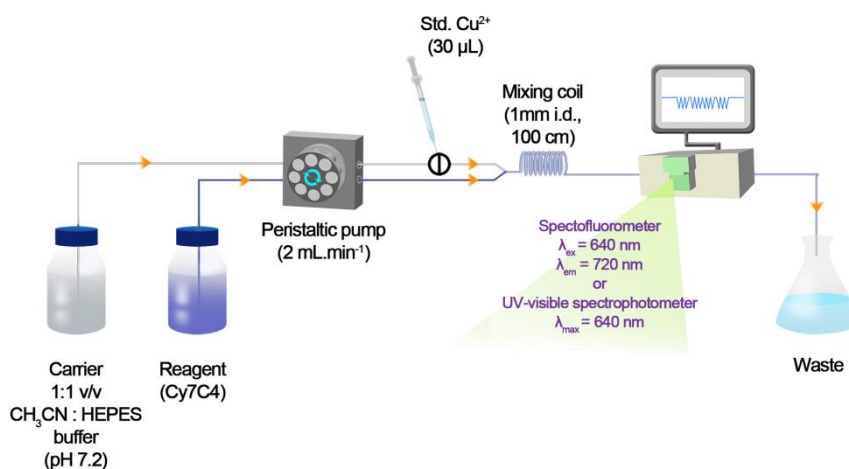 Std. Cu²⁺
(30 µL)
Mixing coil
(1mm i.d.,
100 cm)
Peristaltic pump
(2 mL.min⁻¹)
Spectofluorometer
λex = 640 nm
λem = 720 nm
or
UV-visible spectrophotometer
λmax = 640 nm
Carrier
1:1 v/v
CH₃CN : HEPES
buffer
(pH 7.2)
Reagent
(Cy7C4)
Waste